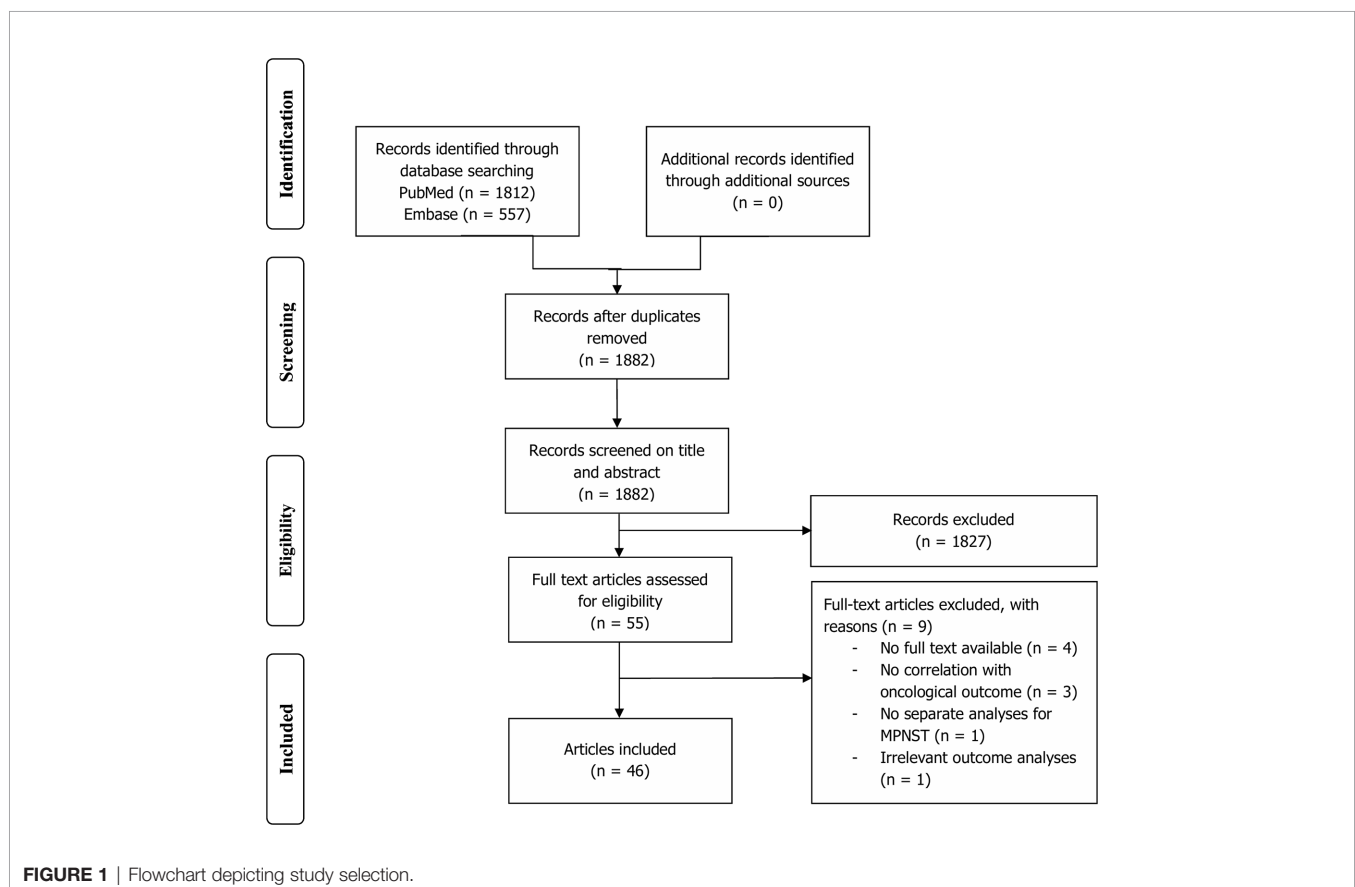 Identification
Records identified through
database searching
PubMed (n = 1812)
Embase (n = 557)
Additional records identified
through additional sources
(n = 0)
Screening
Records after duplicates
removed
(n = 1882)
Records screened on title
and abstract
(n = 1882)
Eligibility
Records excluded
(n = 1827)
Full text articles assessed
for eligibility
(n = 55)
Full-text articles excluded, with
reasons (n = 9)
- No full text available (n = 4)
- No correlation with
oncological outcome (n = 3)
- No separate analyses for
MPNST (n = 1)
- Irrelevant outcome analyses
(n = 1)
Included
Articles included
(n = 46)
FIGURE 1 | Flowchart depicting study selection.